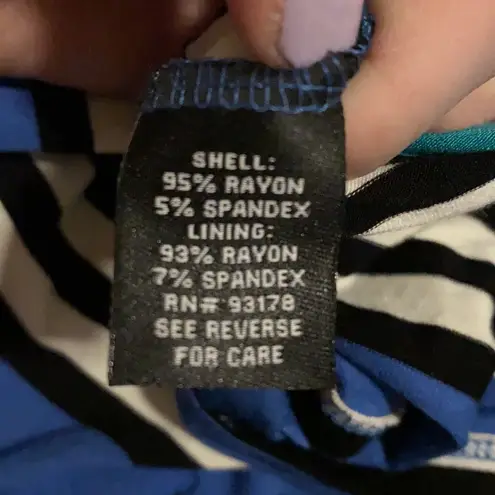 SHELL:
95% RAYON
5% SPANDEX
LINING:
93% RAYON
7% SPANDEX
RN# 93178
SEE REVERSE
FOR CARE